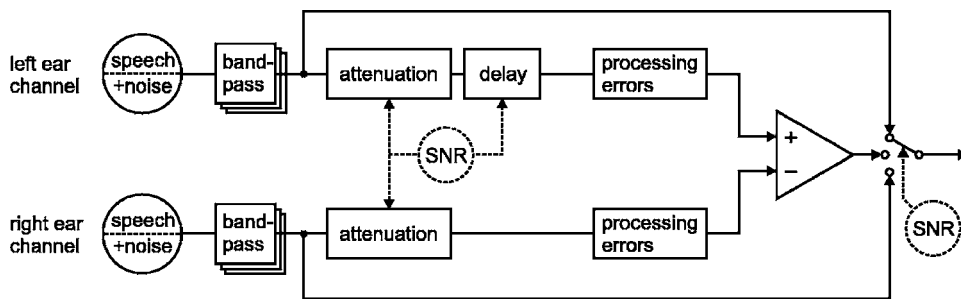 left ear
channel
speech
+noise
band-
pass
attenuation
delay
processing
errors
SNR
+
−
right ear
channel
speech
+noise
band-
pass
attenuation
processing
errors
SNR